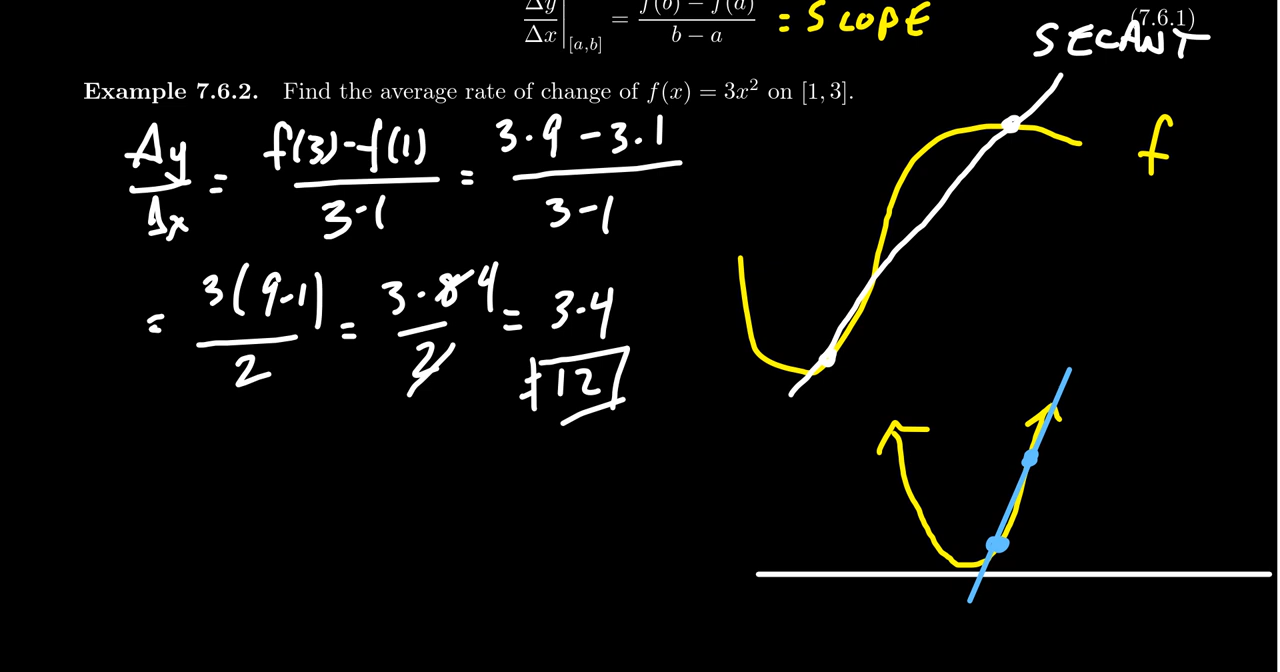 Δy/Δx|[a,b] = f(b) − f(a)/b − a = SLOPE (7.6.1)
SECANT
Example 7.6.2. Find the average rate of change of f(x) = 3x² on [1, 3].
Δy/Δx = f(3)-f(1)/3-1 = 3·9-3·1/3-1
f
= 3(9-1)/2 = 3·8 4/2 = 3·4
= 12